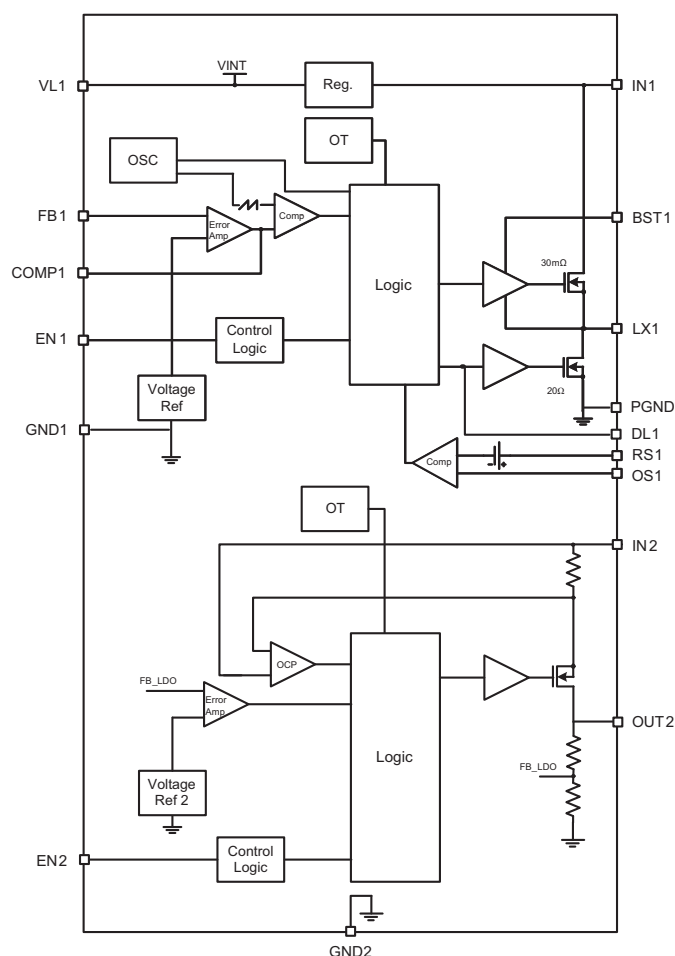 VINT
VL1
Reg.
IN1
OSC
OT
FB1
Error
Amp
Comp
BST1
COMP1
Logic
30mΩ
EN1
Control
Logic
LX1
Voltage
Ref
20Ω
PGND
GND1
DL1
Comp
RS1
OS1
OT
IN2
OCP
FB_LDO
Error
Amp
OUT2
Logic
Voltage
Ref 2
FB_LDO
EN2
Control
Logic
GND2